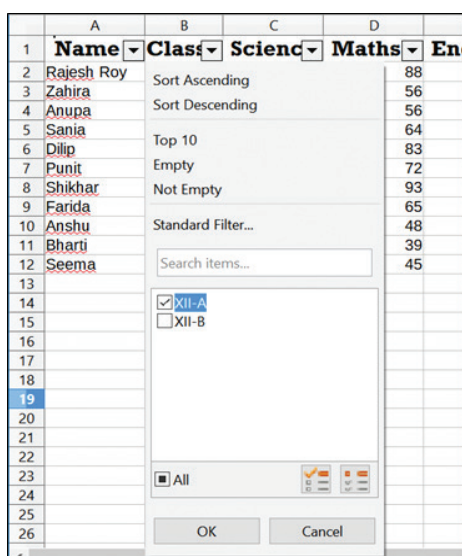 A B C D
1 Name Class Scienc Maths En
2 Rajesh Roy 88
3 Zahira 56
4 Anupa 56
5 Sania 64
6 Dilip 83
7 Punit 72
8 Shikhar 93
9 Farida 65
10 Anshu 48
11 Bharti 39
12 Seema 45
13
14
15
16
17
18
19
20
21
22
23
24
25
26
Sort Ascending
Sort Descending
Top 10
Empty
Not Empty
Standard Filter...
Search items...
XII-A
XII-B
All
OK Cancel